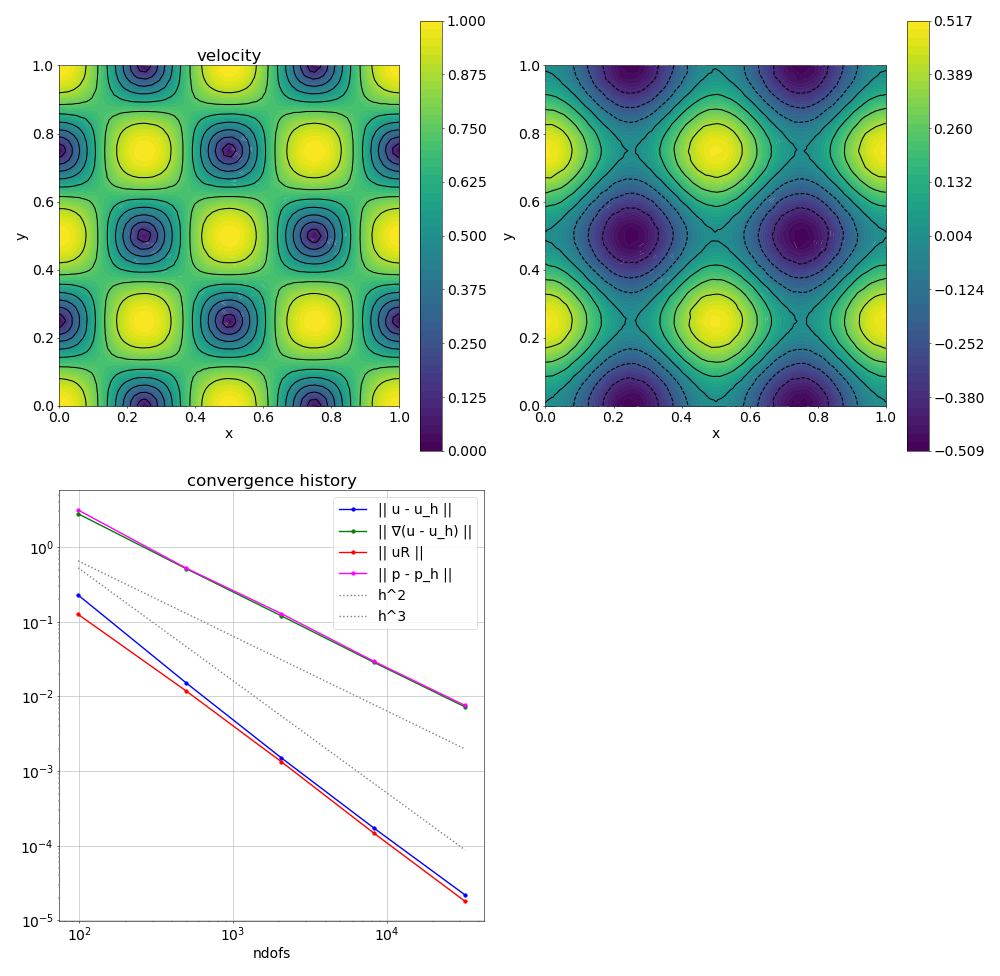 velocity
1.0
0.8
0.6
0.4
0.2
0.0
y
0.0 0.2 0.4 0.6 0.8 1.0
x
1.000
0.875
0.750
0.625
0.500
0.375
0.250
0.125
0.000
1.0
0.8
0.6
0.4
0.2
0.0
y
0.0 0.2 0.4 0.6 0.8 1.0
x
0.517
0.389
0.260
0.132
0.004
−0.124
−0.252
−0.380
−0.509
convergence history
|| u - u_h ||
|| ∇(u - u_h) ||
|| uR ||
|| p - p_h ||
h^2
h^3
10^0
10^−1
10^−2
10^−3
10^−4
10^−5
10^2 10^3 10^4
ndofs